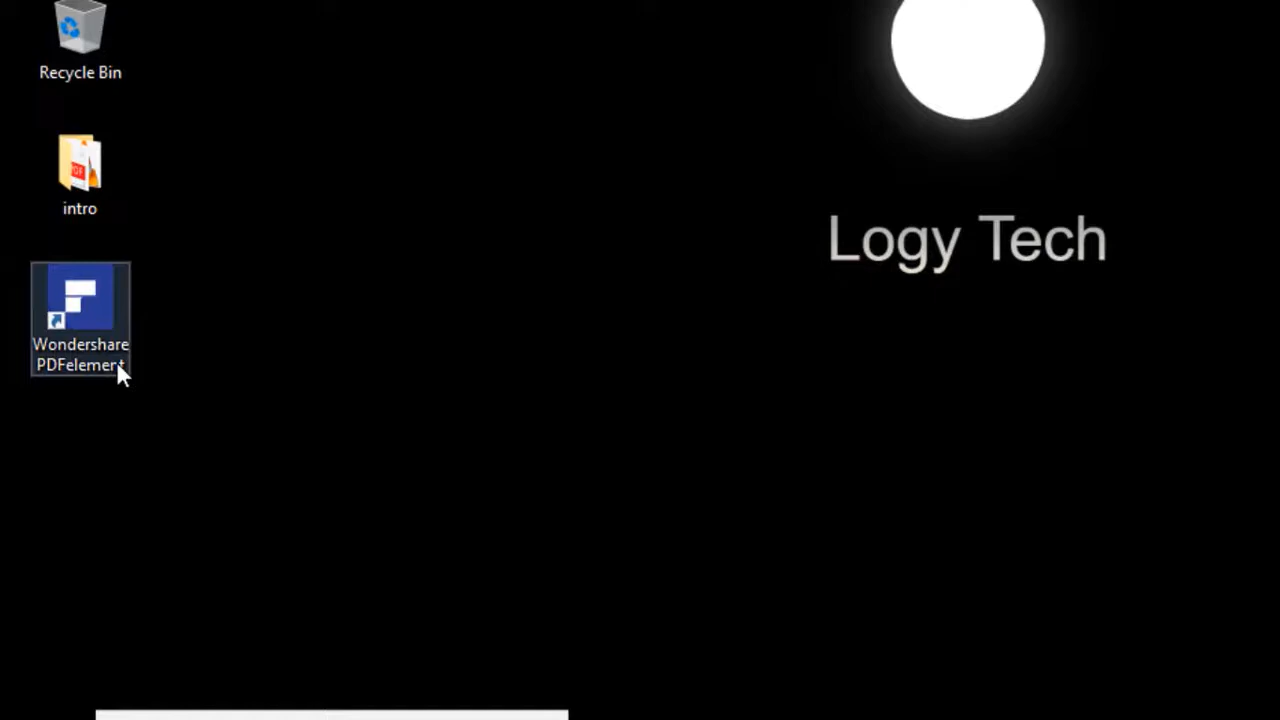 Recycle Bin
intro
Wondershare
PDFelement
Logy Tech